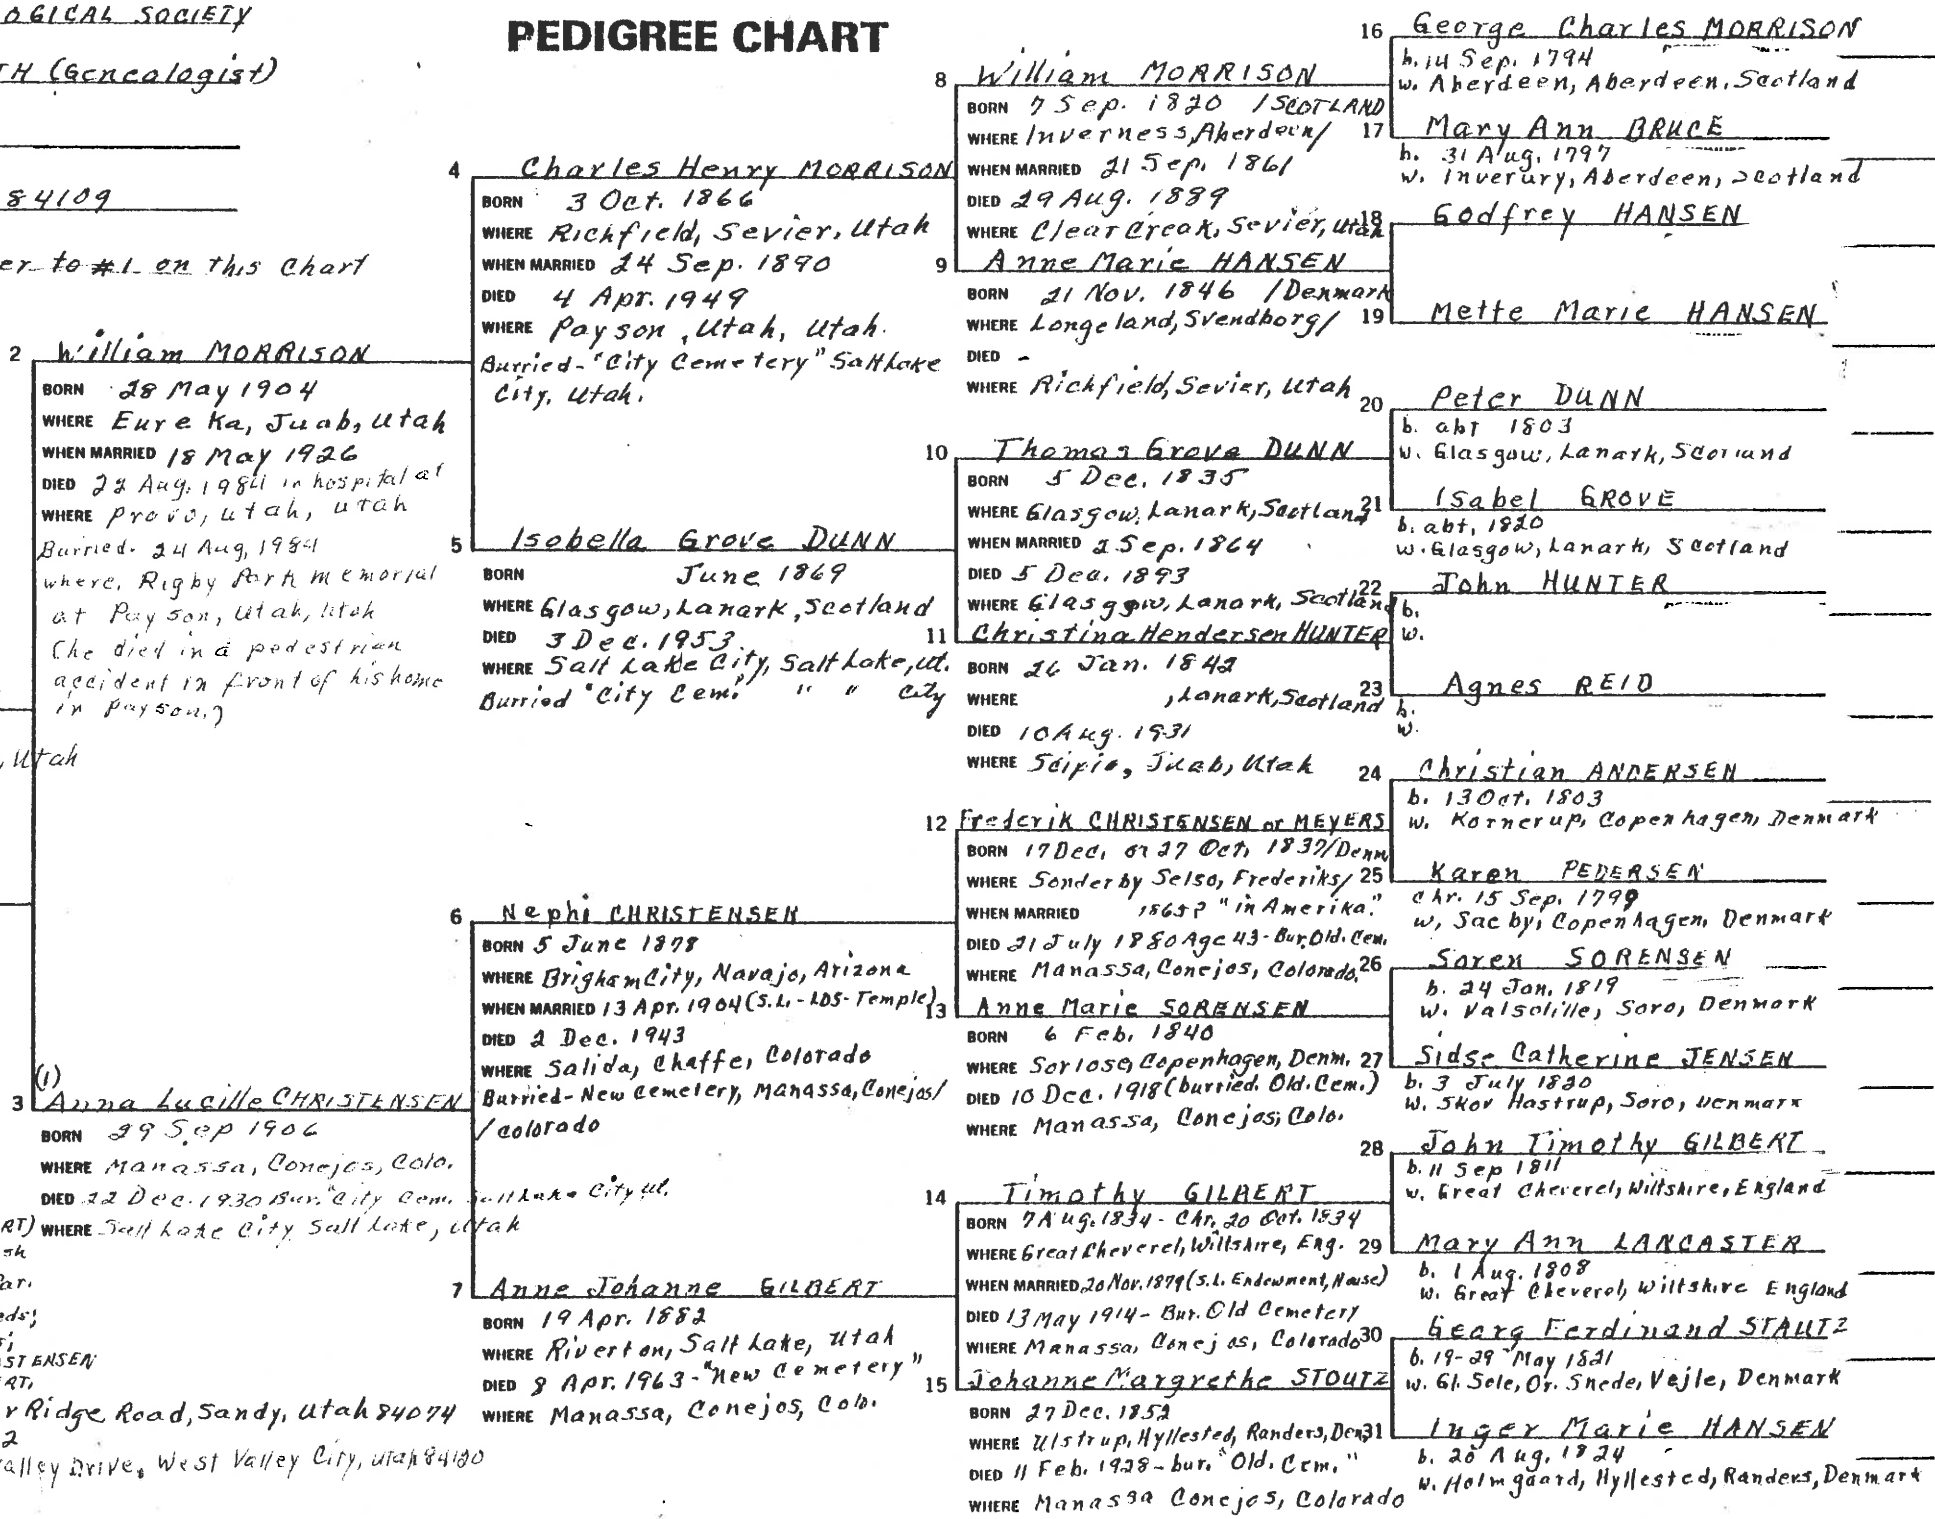 OGICAL SOCIETY
TH (Genealogist)
84109
er to #1 on this Chart
PEDIGREE CHART
2 William MORRISON
BORN 28 May 1904
WHERE Eureka, Juab, Utah
WHEN MARRIED 18 May 1926
DIED 22 Aug. 1984 in hospital at
WHERE Provo, Utah, Utah
Burried. 24 Aug, 1984
where. Rigby Park Memorial
at Payson, Utah, Utah
(he died in a pedestrian
accident in front of his home
in Payson.)
, Utah
(1)
3 Anna Lucille CHRISTENSEN
BORN 29 Sep 1906
WHERE Manassa, Conejos, Colo.
DIED 22 Dec. 1930 Bur. "City Cem. Salt Lake City Ut.
RT) WHERE Salt Lake City Salt Lake, Utah
sh
Par.
eds;
s;
STENSEN
RT,
r Ridge Road, Sandy, Utah 84074
2
alley Drive, West Valley City, Utah 84120
4 Charles Henry MORRISON
BORN 3 Oct. 1866
WHERE Richfield, Sevier, Utah
WHEN MARRIED 24 Sep. 1890
DIED 4 Apr. 1949
WHERE Payson, Utah, Utah.
Burried - "City Cemetery" Salt Lake
City, Utah.
5 Isobella Grove DUNN
BORN June 1869
WHERE Glasgow, Lanark, Scotland
DIED 3 Dec. 1953.
WHERE Salt Lake City, Salt Lake, Ut.
Burried "City Cem." " " City
6 Nephi CHRISTENSEN
BORN 5 June 1878
WHERE Brigham City, Navajo, Arizona
WHEN MARRIED 13 Apr. 1904 (S.L.-LDS-Temple)
DIED 2 Dec. 1943
WHERE Salida, Chaffe, Colorado
Burried - New Cemetery, Manassa, Conejos/
/Colorado
7 Anne Johanne GILBERT
BORN 19 Apr. 1882
WHERE Riverton, Salt Lake, Utah
DIED 8 Apr. 1963 - "New Cemetery"
WHERE Manassa, Conejos, Colo.
8 William MORRISON
BORN 7 Sep. 1820 /SCOTLAND
WHERE Inverness, Aberdeen/
WHEN MARRIED 21 Sep. 1861
DIED 29 Aug. 1889
WHERE Clear Creak, Sevier, Utah
9 Anne Marie HANSEN
BORN 21 Nov. 1846 /Denmark
WHERE Longeland, Svendborg/
DIED -
WHERE Richfield, Sevier, Utah
10 Thomas Grove DUNN
BORN 5 Dec. 1835
WHERE Glasgow, Lanark, Scotland
WHEN MARRIED 2 Sep. 1864
DIED 5 Dec. 1893
WHERE Glasgow, Lanark, Scotland
11 Christina Hendersen HUNTER
BORN 26 Jan. 1842
WHERE , Lanark, Scotland
DIED 10 Aug. 1931
WHERE Scipio, Juab, Utah
12 Frederik CHRISTENSEN or MEYERS
BORN 17 Dec. or 27 Oct. 1837/Denm
WHERE Sonderby Selso, Frederiks/
WHEN MARRIED 1865? "in Amerika."
DIED 21 July 1880 Age 43 - Bur. Old. Cem.
WHERE Manassa, Conejos, Colorado.
13 Anne Marie SORENSEN
BORN 6 Feb. 1840
WHERE Sorlose, Copenhagen, Denm.
DIED 10 Dec. 1918 (burried. Old. Cem.)
WHERE Manassa, Conejos, Colo.
14 Timothy GILBERT
BORN 7 Aug. 1834 - Chr. 20 Oct. 1834
WHERE Great Cheverel, Wiltshire, Eng.
WHEN MARRIED 20 Nov. 1879 (S.L. Endowment, House)
DIED 13 May 1914 - Bur. Old Cemetery
WHERE Manassa, Conejos, Colorado
15 Johanne Margrethe STOUTZ
BORN 27 Dec. 1852
WHERE Ulstrup, Hyllested, Randers, Den
DIED 11 Feb. 1928 - bur. "Old. Cem."
WHERE Manassa Conejos, Colorado
16 George Charles MORRISON
b. 14 Sep. 1794
w. Aberdeen, Aberdeen, Scotland
17 Mary Ann BRUCE
b. 31 Aug. 1797
w. Inverury, Aberdeen, Scotland
18 Godfrey HANSEN
19 Mette Marie HANSEN
20 Peter DUNN
b. abt 1803
w. Glasgow, Lanark, Scotland
21 Isabel GROVE
b. abt. 1820
w. Glasgow, Lanark, Scotland
22 John HUNTER
b.
w.
23 Agnes REID
b.
w.
24 Christian ANDERSEN
b. 13 Oct. 1803
w. Kornerup, Copenhagen, Denmark
25 Karen PEDERSEN
Chr. 15 Sep. 1799
w. Sacby, Copenhagen, Denmark
26 Soren SORENSEN
b. 24 Jan. 1819
w. Valsolille, Soro, Denmark
27 Sidse Catherine JENSEN
b. 3 July 1820
w. Skov Hastrup, Soro, Denmark
28 John Timothy GILBERT
b. 11 Sep 1811
w. Great Cheverel, Wiltshire, England
29 Mary Ann LANCASTER
b. 1 Aug. 1808
w. Great Cheverel, Wiltshire England
30 Georg Ferdinand STAUTZ
b. 19-29 May 1821
w. Gl. Sole, Or. Snede, Vejle, Denmark
31 Inger Marie HANSEN
b. 20 Aug. 1824
w. Holmgaard, Hyllested, Randers, Denmark